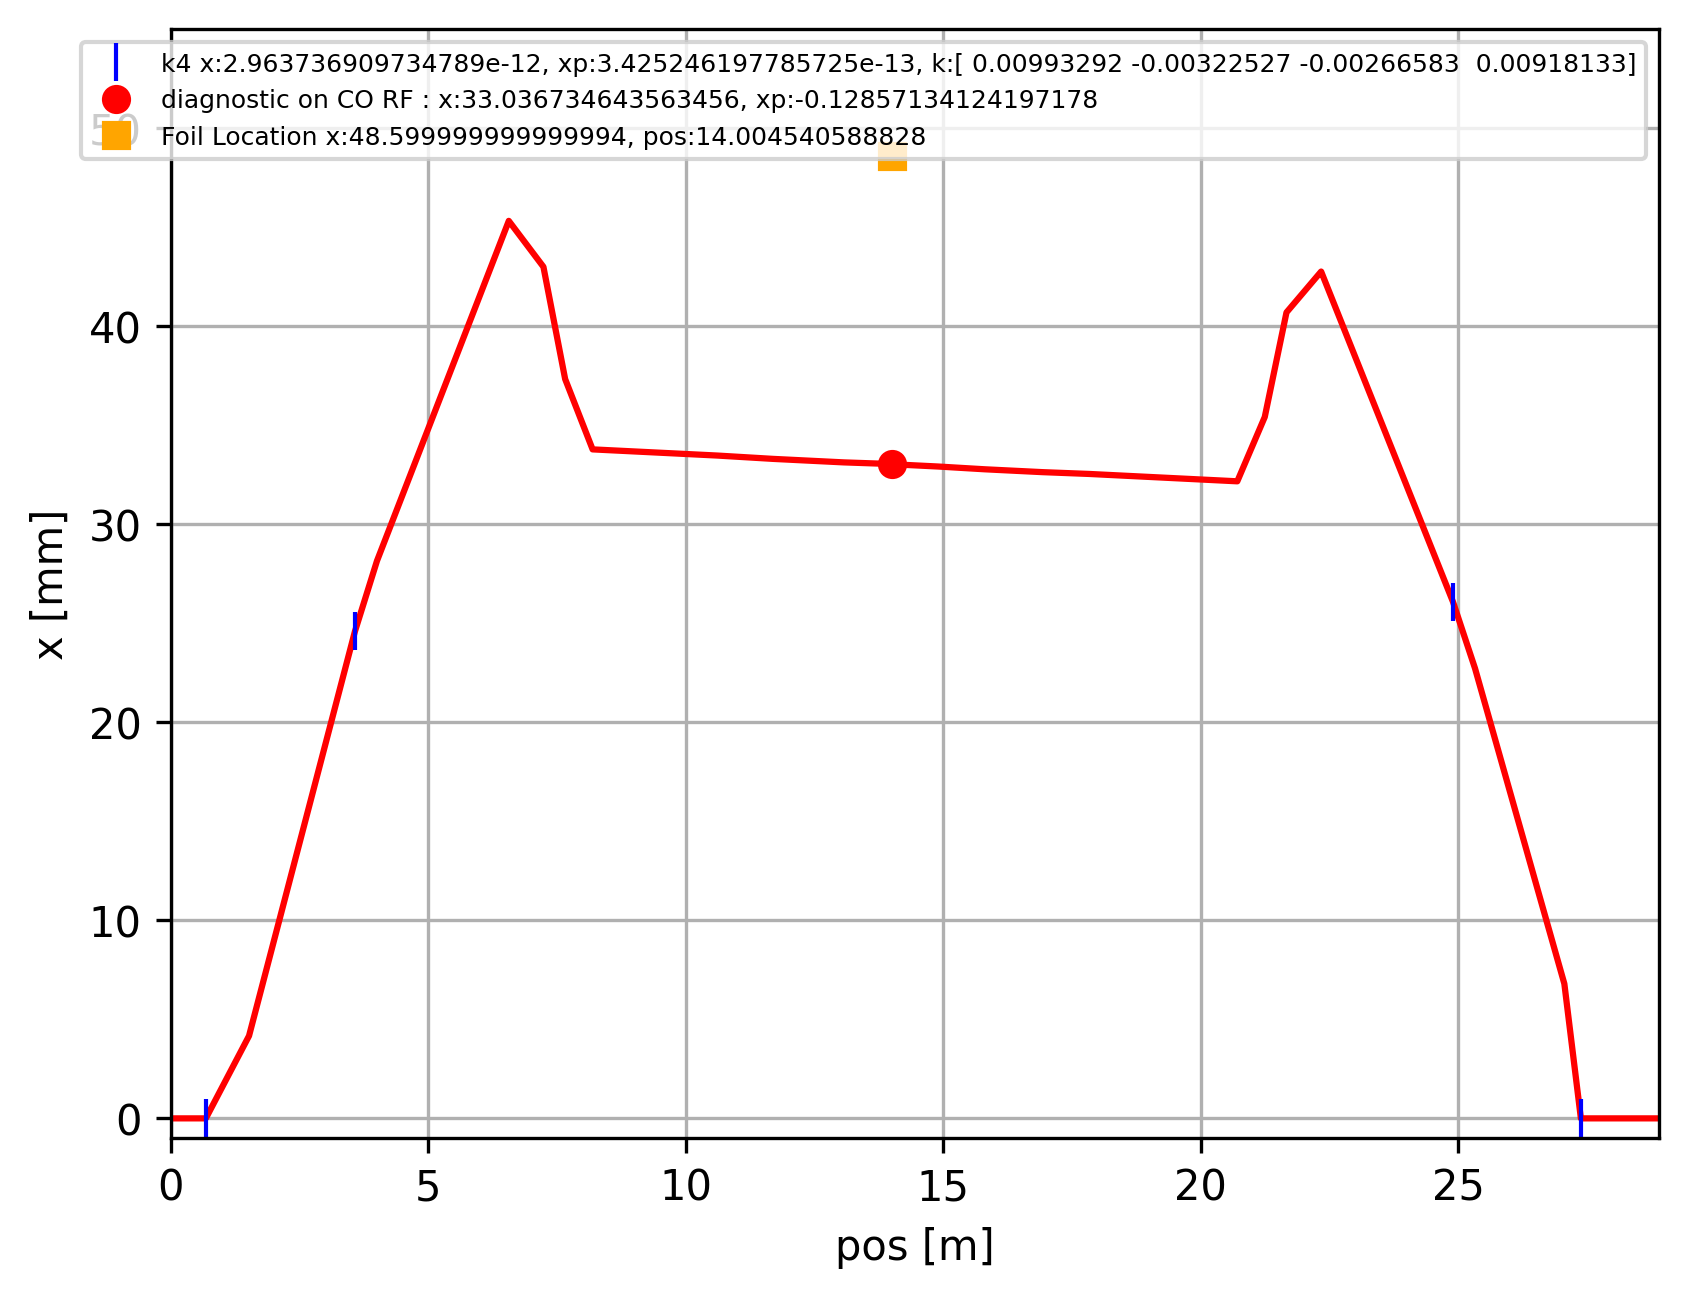 k4 x:2.963736909734789e-12, xp:3.425246197785725e-13, k:[ 0.00993292 -0.00322527 -0.00266583  0.00918133]
diagnostic on CO RF : x:33.036734643563456, xp:-0.12857134124197178
50
Foil Location x:48.599999999999994, pos:14.004540588828
40
30
20
10
0
x [mm]
0 5 10 15 20 25
pos [m]